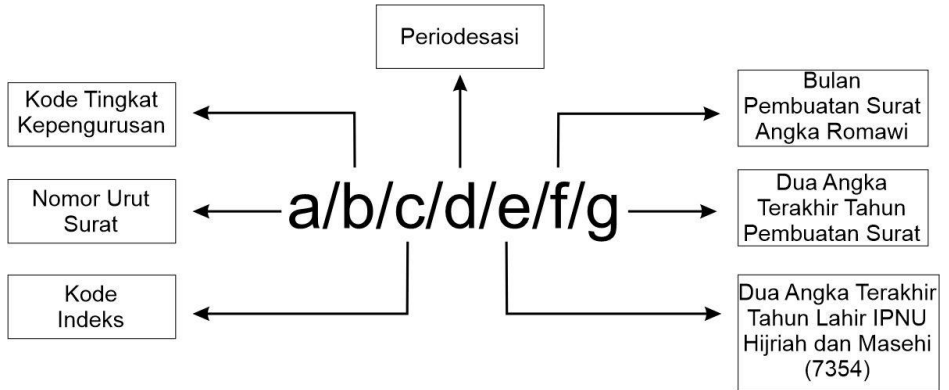 Periodesasi
Kode Tingkat
Kepengurusan
Bulan
Pembuatan Surat
Angka Romawi
Nomor Urut
Surat
a/b/c/d/e/f/g
Dua Angka
Terakhir Tahun
Pembuatan Surat
Kode
Indeks
Dua Angka Terakhir
Tahun Lahir IPNU
Hijriah dan Masehi
(7354)